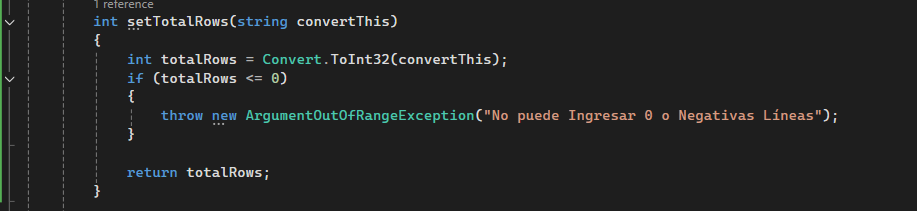 1 reference
int setTotalRows(string convertThis)
{
int totalRows = Convert.ToInt32(convertThis);
if (totalRows <= 0)
{
throw new ArgumentOutOfRangeException("No puede Ingresar 0 o Negativas Líneas");
}
return totalRows;
}